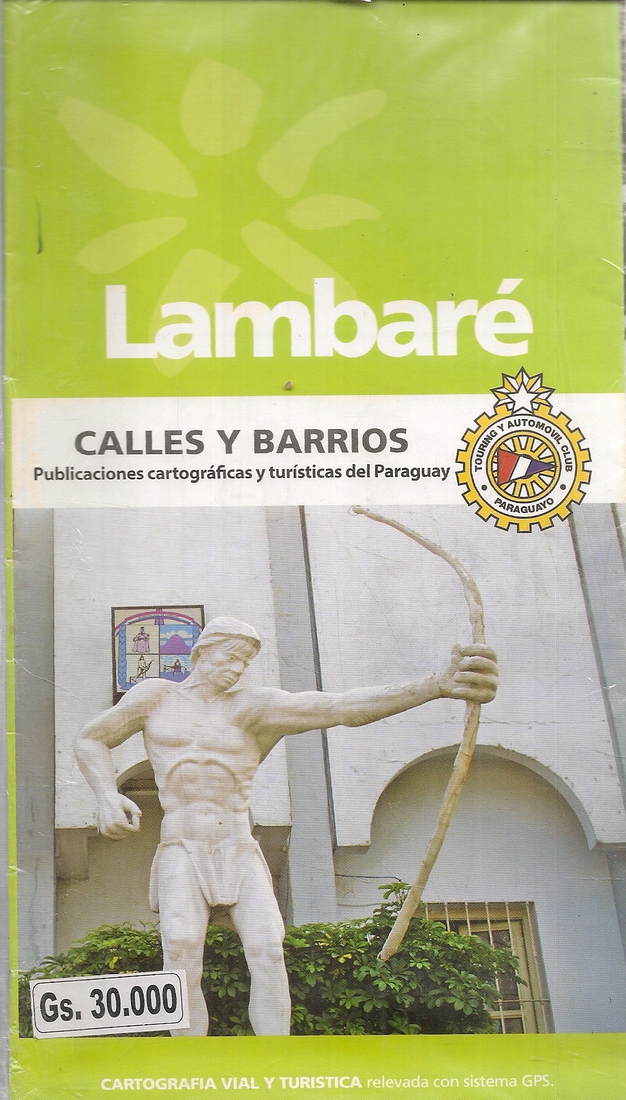 Lambaré
CALLES Y BARRIOS
Publicaciones cartográficas y turísticas del Paraguay
TOURING Y AUTOMOVIL CLUB
PARAGUAYO
Gs. 30.000
CARTOGRAFIA VIAL Y TURISTICA relevada con sistema GPS.